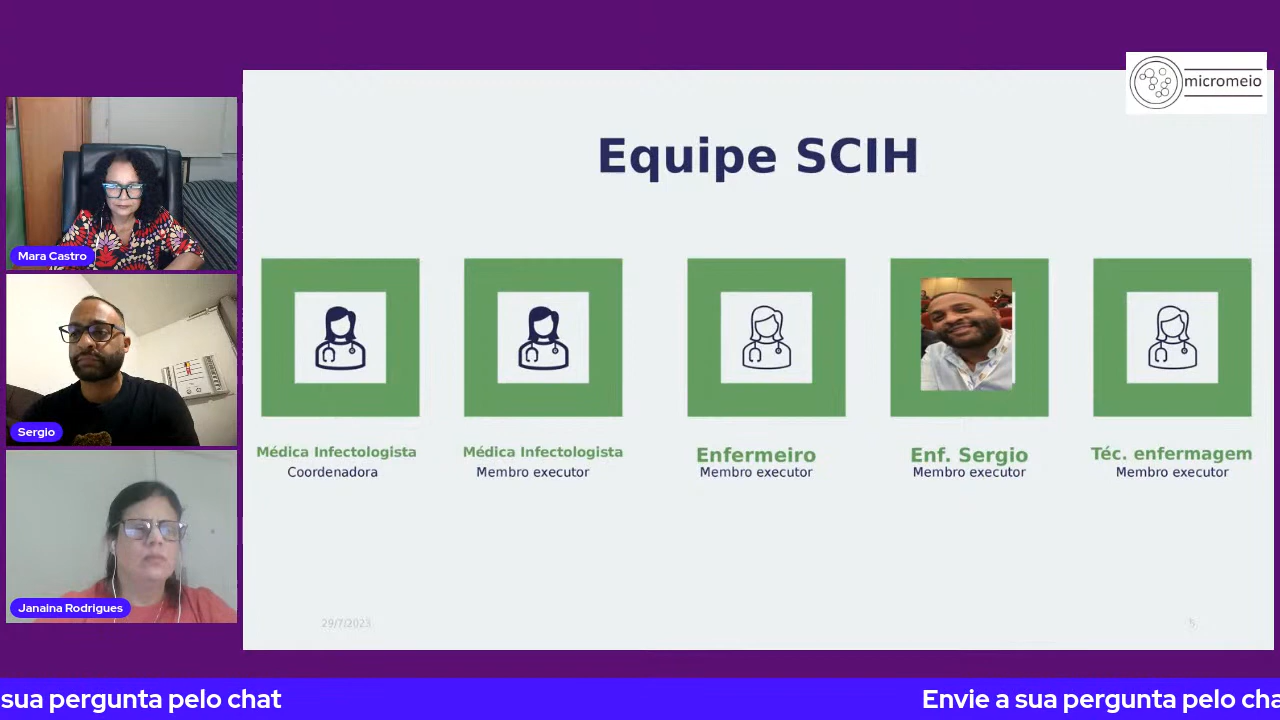 micromeio
Equipe SCIH
Mara Castro
Sergio
Janaina Rodrigues
Médica Infectologista
Coordenadora
Médica Infectologista
Membro executor
Enfermeiro
Membro executor
Enf. Sergio
Membro executor
Téc. enfermagem
Membro executor
29/7/2023
5
sua pergunta pelo chat
Envie a sua pergunta pelo cha